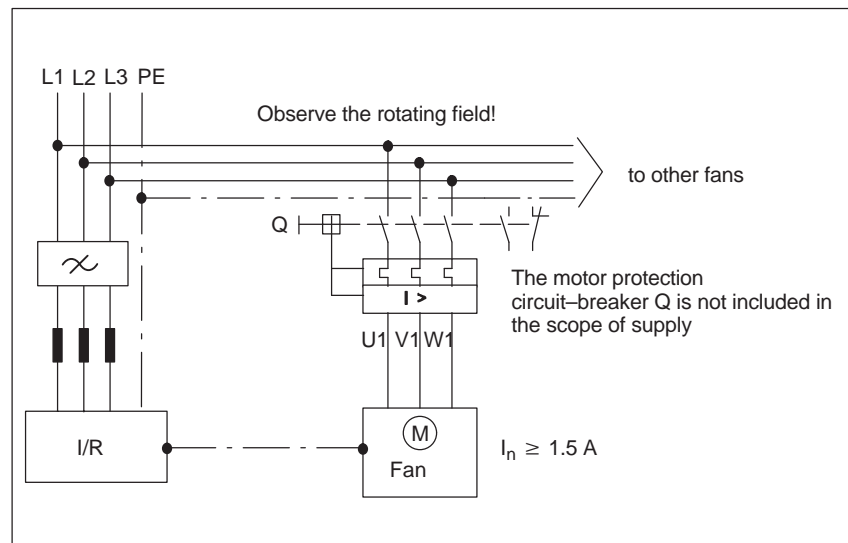 L1 L2 L3 PE
Observe the rotating field!
to other fans
Q
The motor protection
circuit–breaker Q is not included in
the scope of supply
I >
U1 V1 W1
I/R
M
Fan
In ≥ 1.5 A